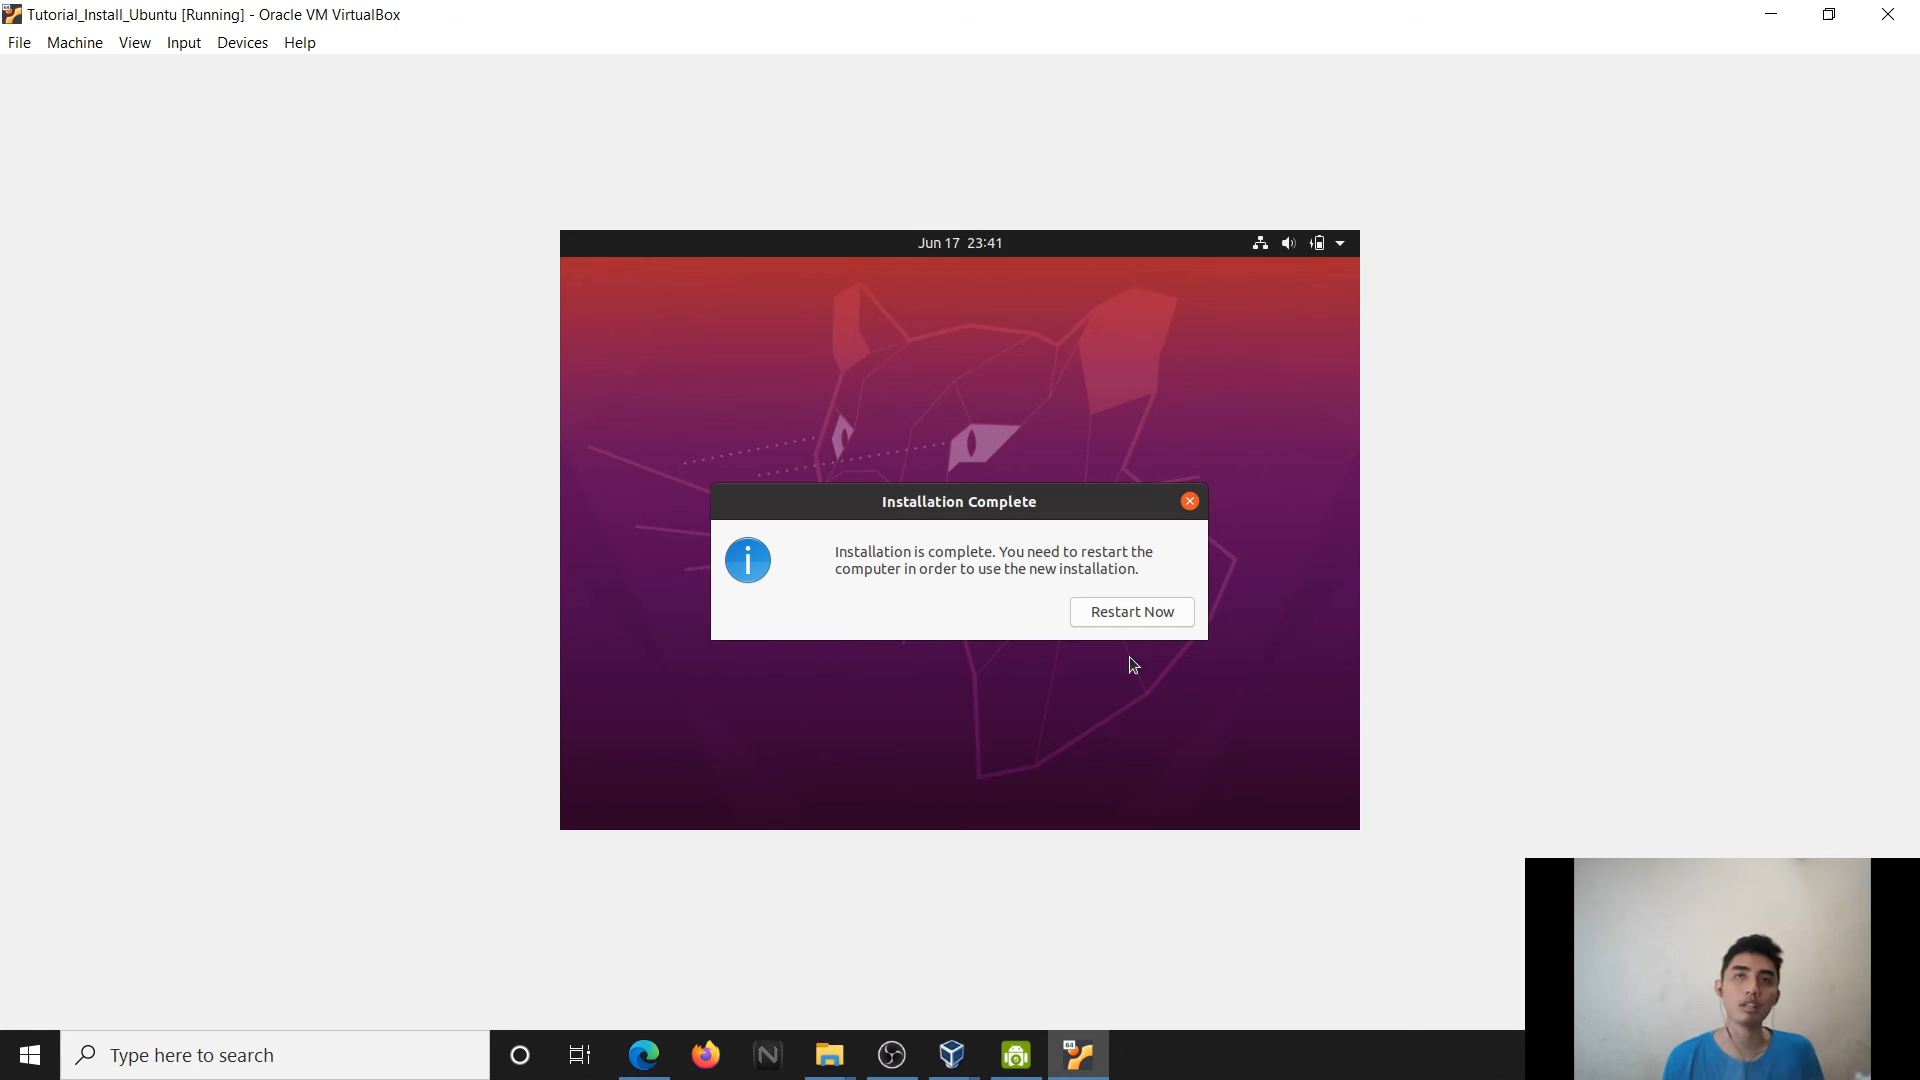 Tutorial_Install_Ubuntu [Running] - Oracle VM VirtualBox
File Machine View Input Devices Help
Jun 17 23:41
Installation Complete
Installation is complete. You need to restart the
computer in order to use the new installation.
Restart Now
Type here to search
64